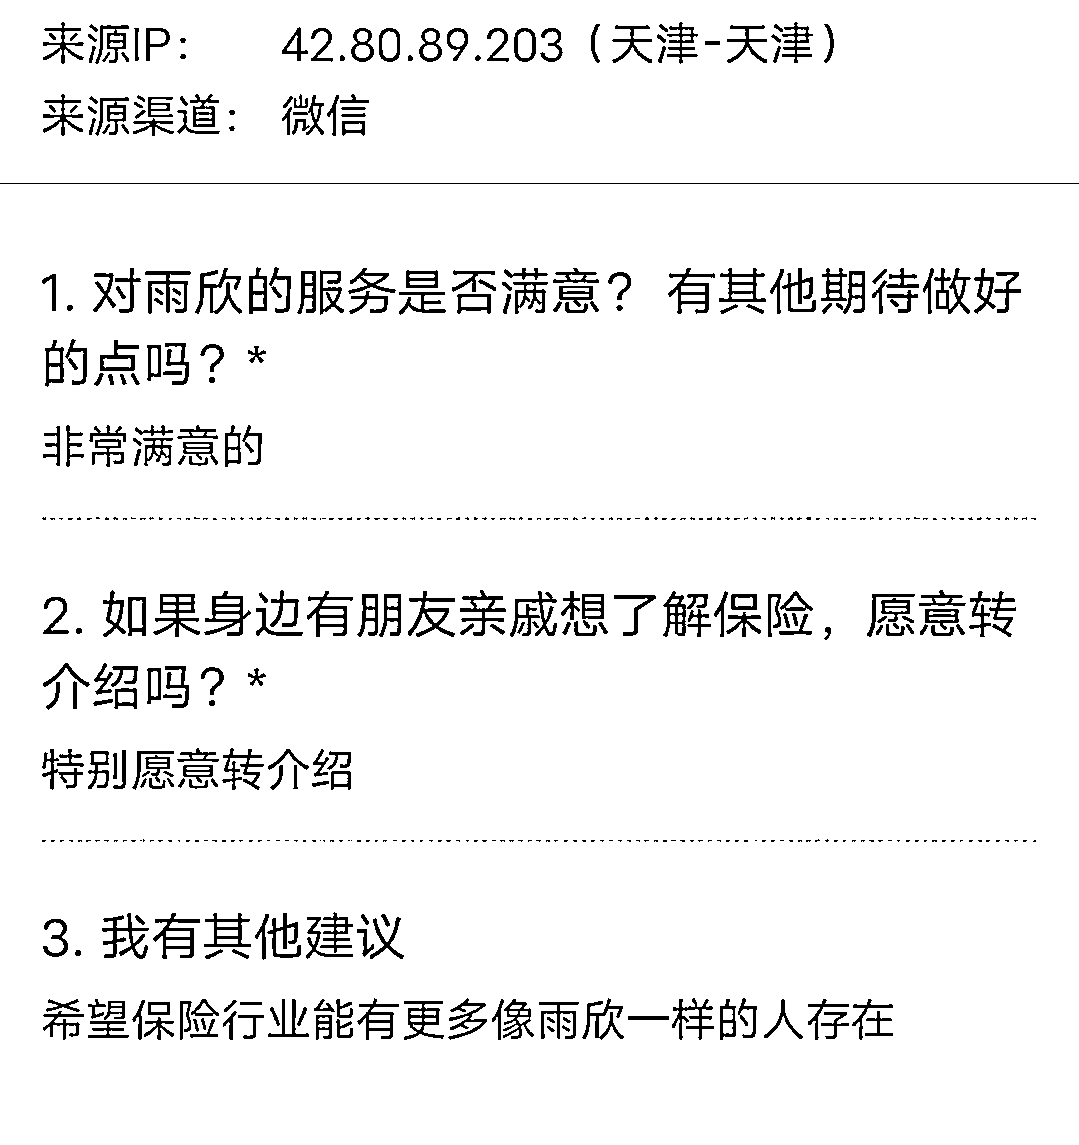 来源IP： 42.80.89.203（天津-天津）
来源渠道： 微信
1. 对雨欣的服务是否满意？ 有其他期待做好
的点吗？*
非常满意的
2. 如果身边有朋友亲戚想了解保险，愿意转
介绍吗？*
特别愿意转介绍
3. 我有其他建议
希望保险行业能有更多像雨欣一样的人存在